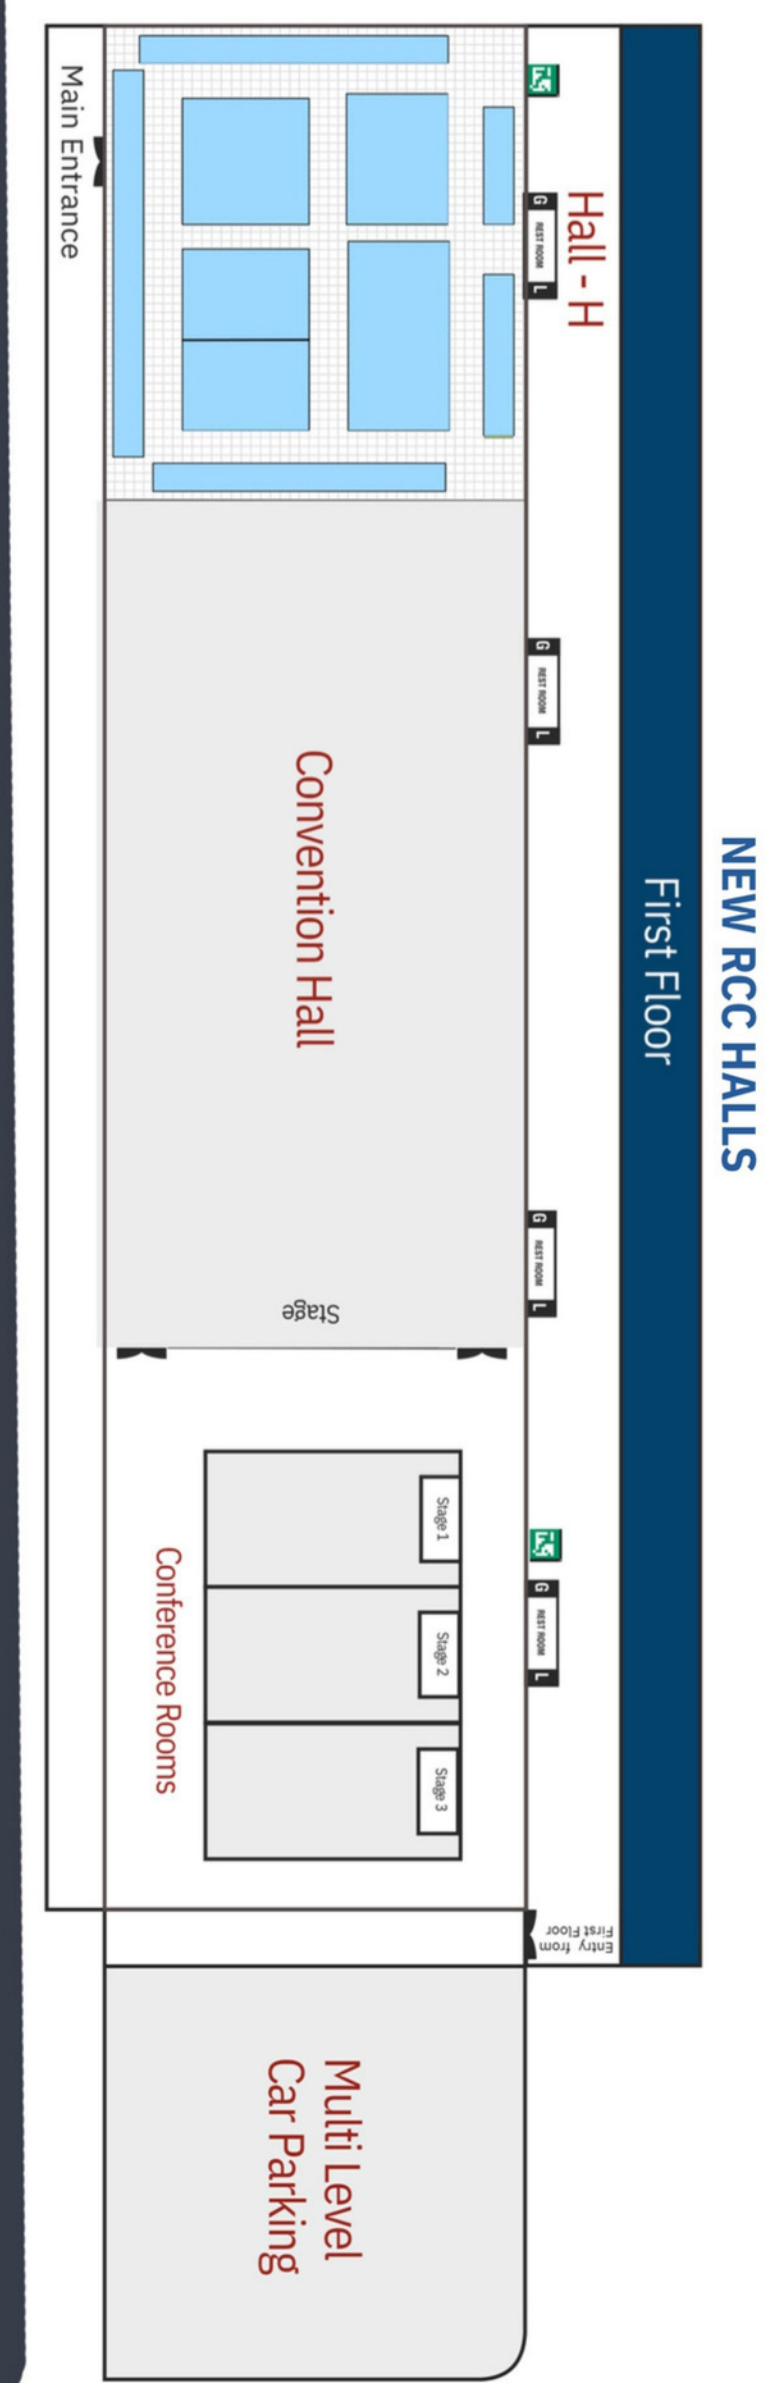 NEW RCC HALLS
First Floor
Hall - H
G REST ROOM L
G REST ROOM L
G REST ROOM L
G REST ROOM L
Entry from
First Floor
Main Entrance
Convention Hall
Stage
Stage 1
Stage 2
Stage 3
Conference Rooms
Multi Level
Car Parking